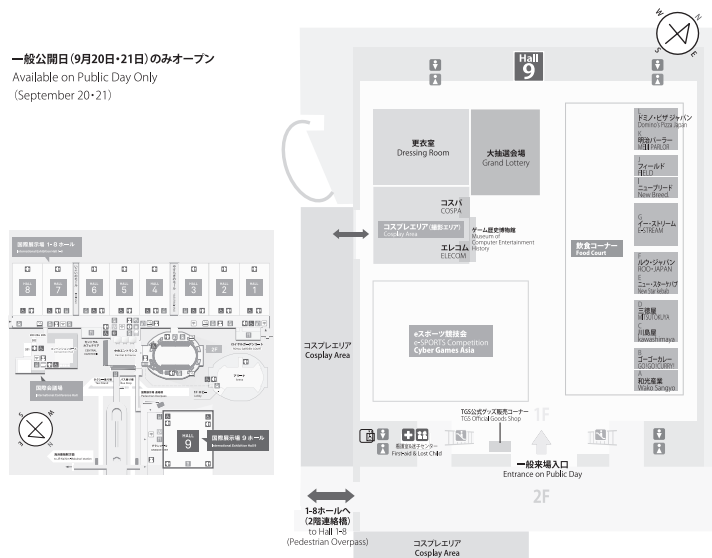 一般公開日(9月20日・21日)のみオープン
Available on Public Day Only
(September 20・21)
Hall
9
W
N
S
E
更衣室
Dressing Room
大抽選会場
Grand Lottery
コスパ
COSPA
コスプレエリア(撮影エリア)
Cosplay Area
エレコム
ELECOM
ゲーム歴史博物館
Museum of
Computer Entertainment
History
飲食コーナー
Food Court
L
ドミノ・ピザ ジャパン
Domino's Pizza Japan
K
明治パーラー
MEIJI PARLOR
J
フィールド
FIELD
I
ニューブリード
New Breed
G
イー・ストリーム
E-STREAM
F
ルウ・ジャパン
ROO・JAPAN
E
ニュー・スターケバブ
New Star Kebab
D
三徳屋
MITSUTOKUYA
C
川島屋
kawashimaya
B
ゴーゴーカレー
GO!GO!CURRY!
A
和光産業
Wako Sangyo
コスプレエリア
Cosplay Area
eスポーツ競技会
e-SPORTS Competition
Cyber Games Asia
TGS公式グッズ販売コーナー
TGS Official Goods Shop
First-aid & Lost Child
1F
一般来場入口
Entrance on Public Day
2F
1-8ホールへ
(2階連絡橋)
to Hall 1-8
(Pedestrian Overpass)
コスプレエリア
Cosplay Area
国際展示場 1-8 ホール
HALL
8
HALL
7
HALL
6
HALL
5
HALL
4
HALL
3
HALL
2
HALL
1
国際会議場
HALL
9
国際展示場 9 ホール